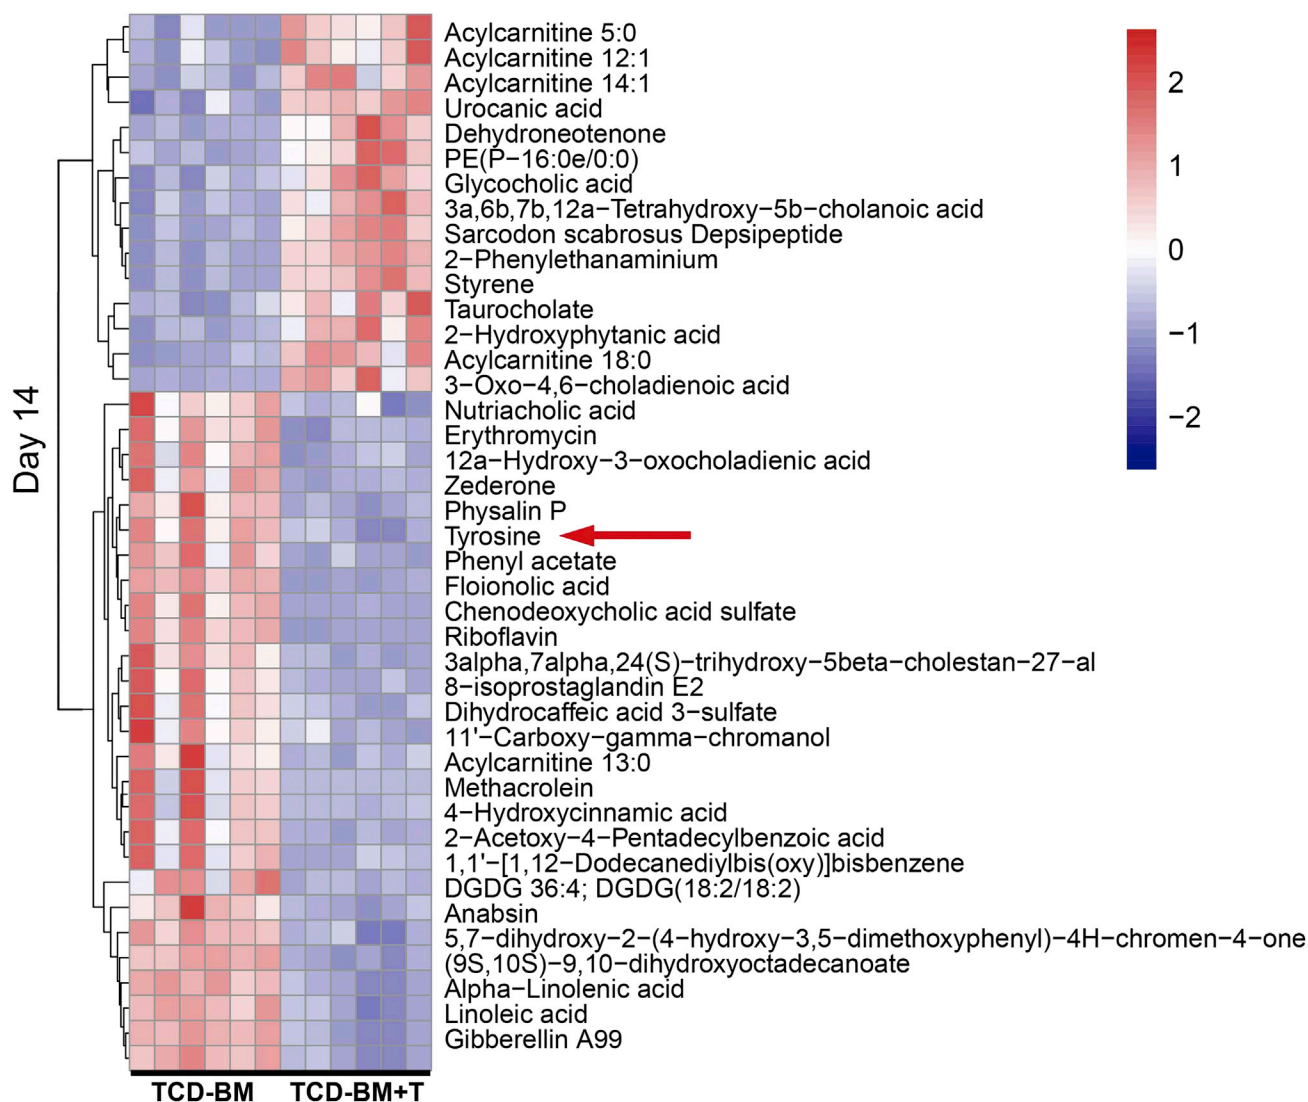 Day 14
Acylcarnitine 5:0
Acylcarnitine 12:1
Acylcarnitine 14:1
Urocanic acid
Dehydroneotenone
PE(P−16:0e/0:0)
Glycocholic acid
3a,6b,7b,12a−Tetrahydroxy−5b−cholanoic acid
Sarcodon scabrosus Depsipeptide
2−Phenylethanaminium
Styrene
Taurocholate
2−Hydroxyphytanic acid
Acylcarnitine 18:0
3−Oxo−4,6−choladienoic acid
Nutriacholic acid
Erythromycin
12a−Hydroxy−3−oxocholadienic acid
Zederone
Physalin P
Tyrosine
Phenyl acetate
Floionolic acid
Chenodeoxycholic acid sulfate
Riboflavin
3alpha,7alpha,24(S)−trihydroxy−5beta−cholestan−27−al
8−isoprostaglandin E2
Dihydrocaffeic acid 3−sulfate
11'−Carboxy−gamma−chromanol
Acylcarnitine 13:0
Methacrolein
4−Hydroxycinnamic acid
2−Acetoxy−4−Pentadecylbenzoic acid
1,1'−[1,12−Dodecanediylbis(oxy)]bisbenzene
DGDG 36:4; DGDG(18:2/18:2)
Anabsin
5,7−dihydroxy−2−(4−hydroxy−3,5−dimethoxyphenyl)−4H−chromen−4−one
(9S,10S)−9,10−dihydroxyoctadecanoate
Alpha−Linolenic acid
Linoleic acid
Gibberellin A99
2
1
0
−1
−2
TCD-BM
TCD-BM+T